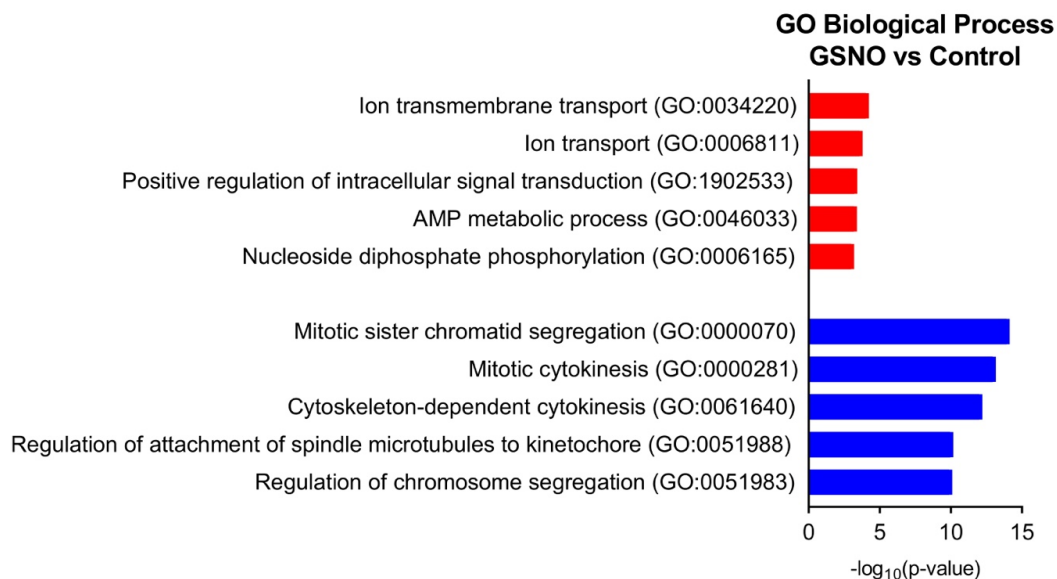 GO Biological Process
GSNO vs Control
Ion transmembrane transport (GO:0034220)
Ion transport (GO:0006811)
Positive regulation of intracellular signal transduction (GO:1902533)
AMP metabolic process (GO:0046033)
Nucleoside diphosphate phosphorylation (GO:0006165)
Mitotic sister chromatid segregation (GO:0000070)
Mitotic cytokinesis (GO:0000281)
Cytoskeleton-dependent cytokinesis (GO:0061640)
Regulation of attachment of spindle microtubules to kinetochore (GO:0051988)
Regulation of chromosome segregation (GO:0051983)
0 5 10 15
-log10(p-value)